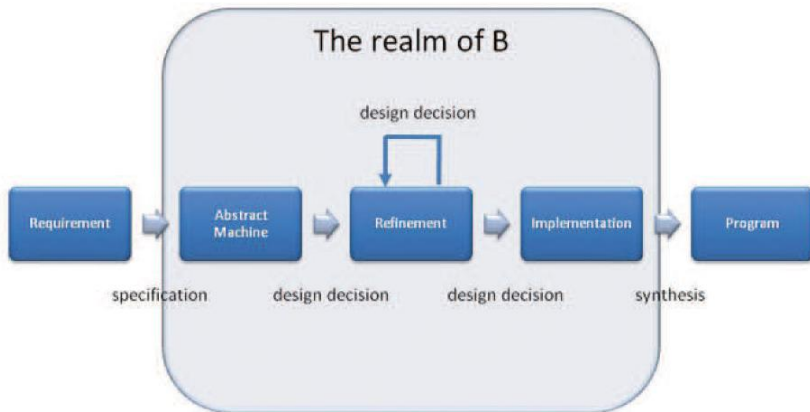 The realm of B
design decision
Requirement
Abstract
Machine
Refinement
Implementation
Program
specification
design decision
design decision
synthesis